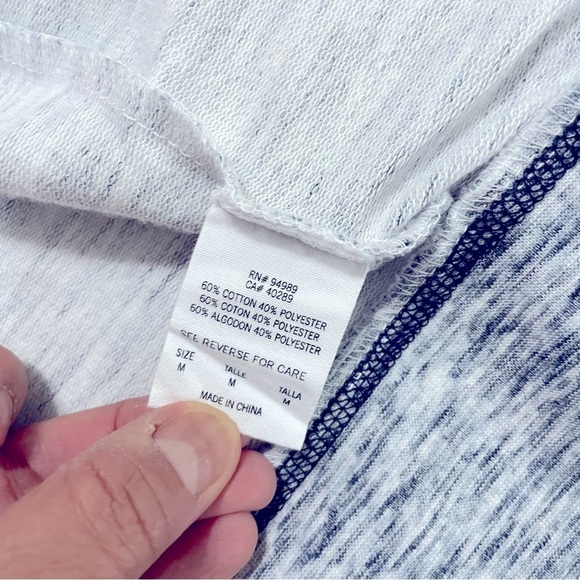 RN# 94989
CA# 40289
60% COTTON 40% POLYESTER
60% COTON 40% POLYESTER
60% ALGODON 40% POLYESTER
SEE REVERSE FOR CARE
SIZE TAILLE TALLA
M M M
MADE IN CHINA